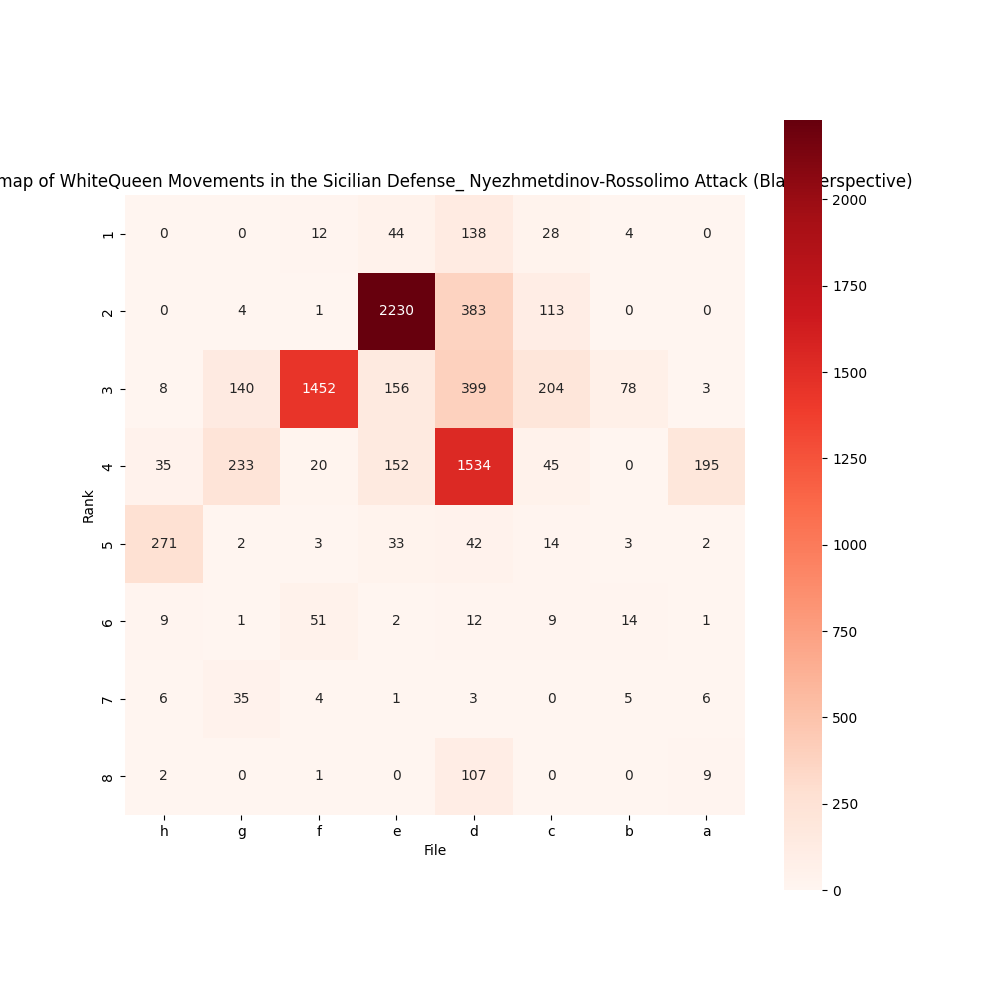 map of WhiteQueen Movements in the Sicilian Defense_ Nyezhmetdinov-Rossolimo Attack (Bla erspective)
1 0 0 12 44 138 28 4 0
2 0 4 1 2230 383 113 0 0
3 8 140 1452 156 399 204 78 3
4 35 233 20 152 1534 45 0 195
5 271 2 3 33 42 14 3 2
6 9 1 51 2 12 9 14 1
7 6 35 4 1 3 0 5 6
8 2 0 1 0 107 0 0 9
h g f e d c b a
File
Rank
2000
1750
1500
1250
1000
750
500
250
0